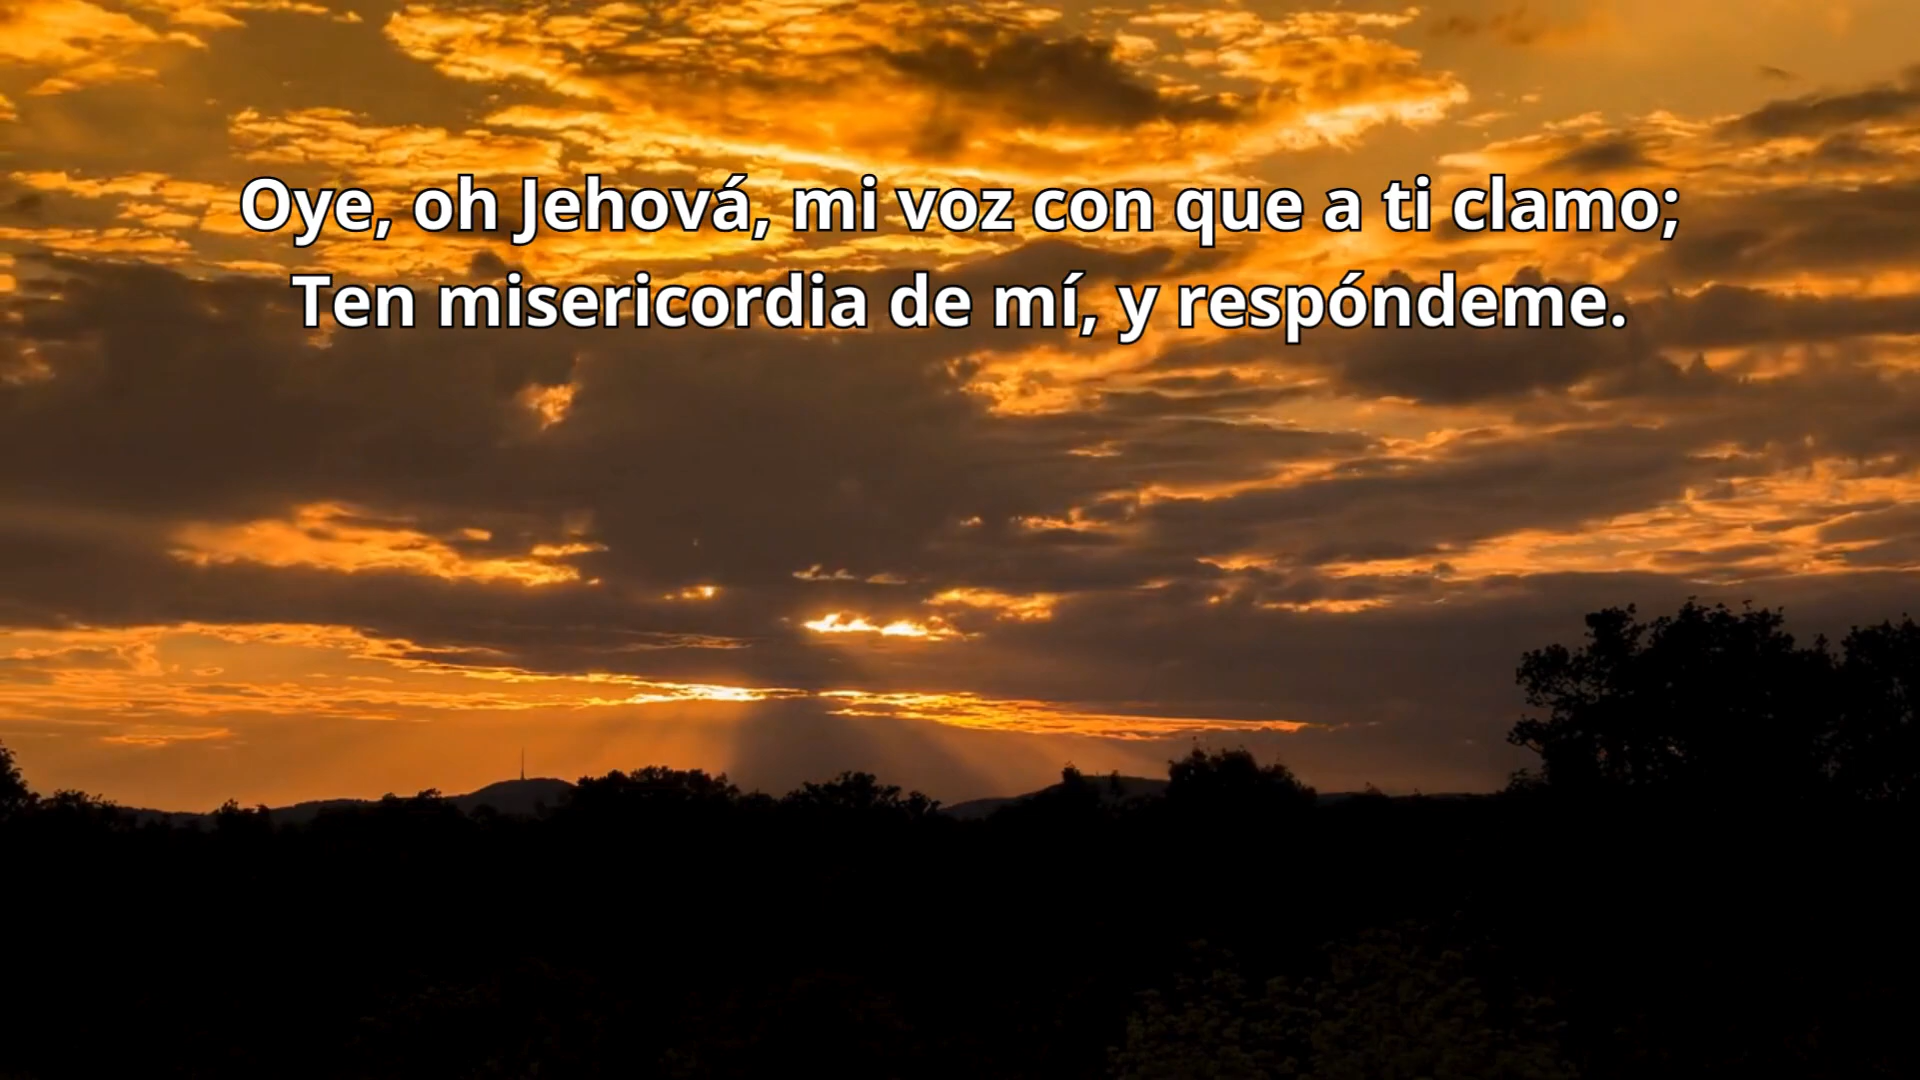 Oye, oh Jehová, mi voz con que a ti clamo;
Ten misericordia de mí, y respóndeme.